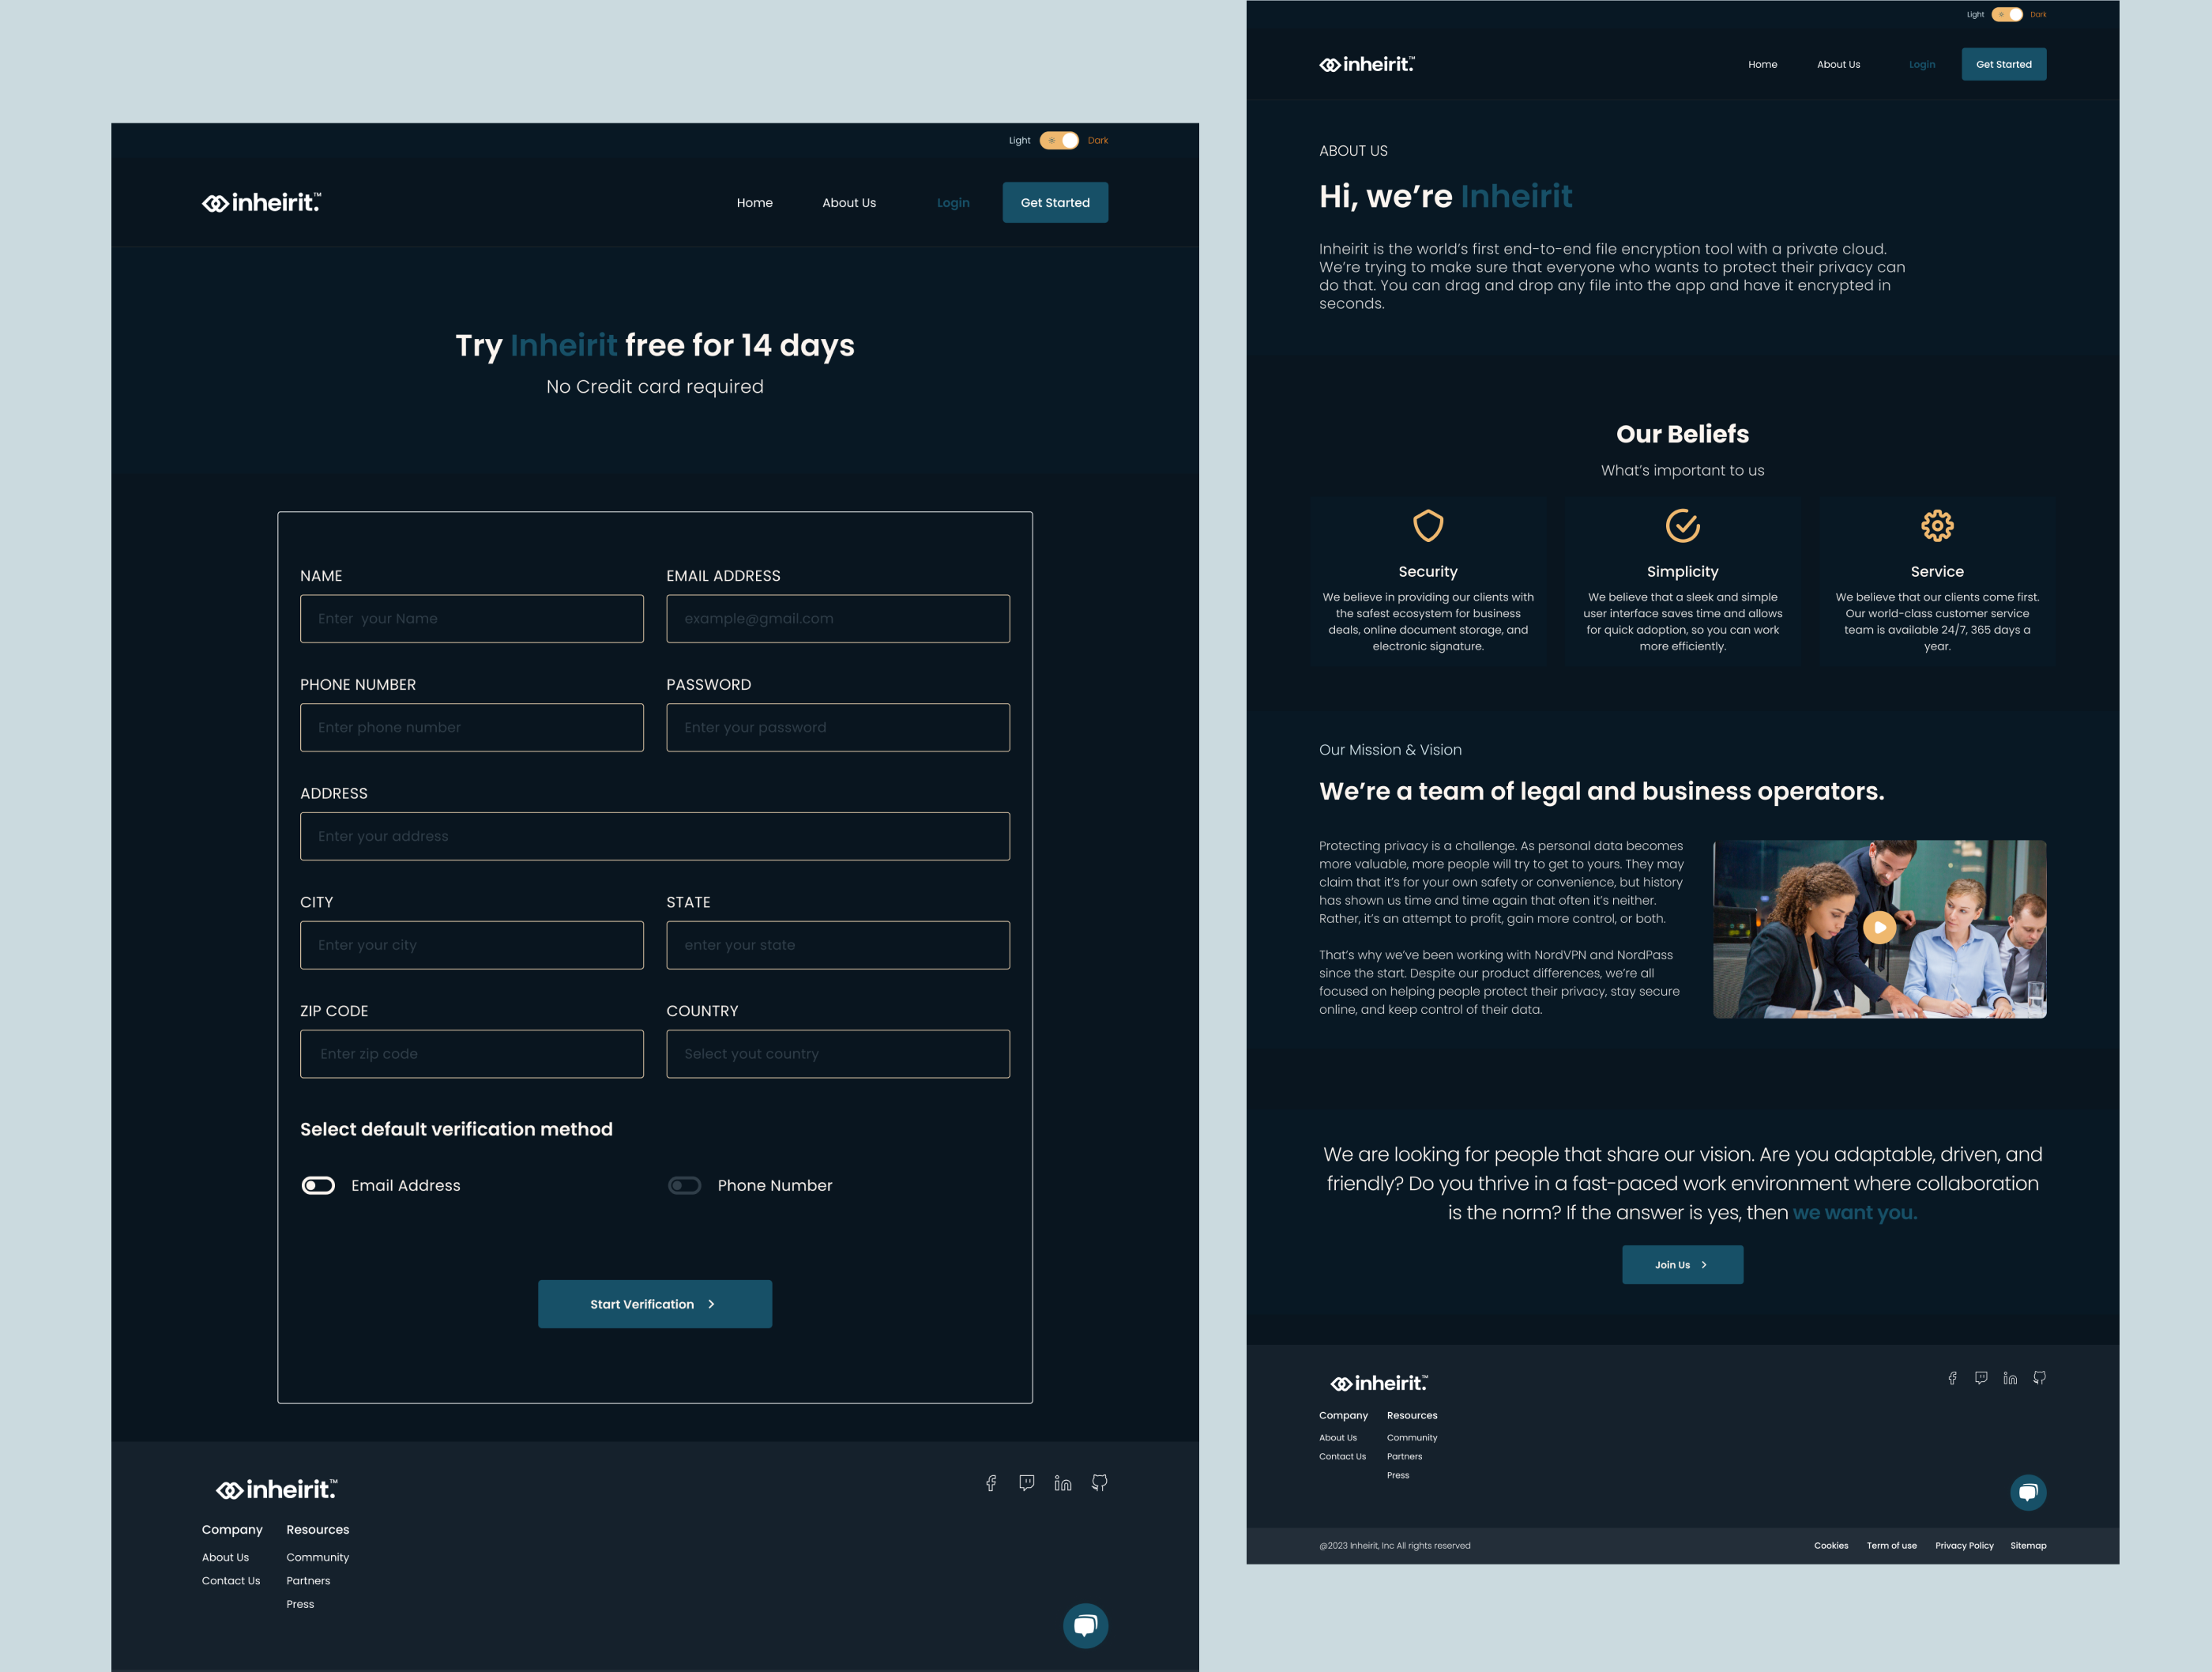 Light Dark
inheirit.™
Home About Us Login Get Started
Try Inheirit free for 14 days
No Credit card required
NAME EMAIL ADDRESS
Enter your Name example@gmail.com
PHONE NUMBER PASSWORD
Enter phone number Enter your password
ADDRESS
Enter your address
CITY STATE
Enter your city enter your state
ZIP CODE COUNTRY
Enter zip code Select yout country
Select default verification method
Email Address Phone Number
Start Verification
inheirit.™
Company Resources
About Us Community
Contact Us Partners
Press
Light Dark
inheirit.™
Home About Us Login Get Started
ABOUT US
Hi, we're Inheirit
Inheirit is the world's first end-to-end file encryption tool with a private cloud.
We're trying to make sure that everyone who wants to protect their privacy can
do that. You can drag and drop any file into the app and have it encrypted in
seconds.
Our Beliefs
What's important to us
Security
We believe in providing our clients with
the safest ecosystem for business
deals, online document storage, and
electronic signature.
Simplicity
We believe that a sleek and simple
user interface saves time and allows
for quick adoption, so you can work
more efficiently.
Service
We believe that our clients come first.
Our world-class customer service
team is available 24/7, 365 days a
year.
Our Mission & Vision
We're a team of legal and business operators.
Protecting privacy is a challenge. As personal data becomes
more valuable, more people will try to get to yours. They may
claim that it's for your own safety or convenience, but history
has shown us time and time again that often it's neither.
Rather, it's an attempt to profit, gain more control, or both.
That's why we've been working with NordVPN and NordPass
since the start. Despite our product differences, we're all
focused on helping people protect their privacy, stay secure
online, and keep control of their data.
We are looking for people that share our vision. Are you adaptable, driven, and
friendly? Do you thrive in a fast-paced work environment where collaboration
is the norm? If the answer is yes, then we want you.
Join Us
inheirit.™
Company Resources
About Us Community
Contact Us Partners
Press
@2023 Inheirit, Inc All rights reserved
Cookies Term of use Privacy Policy Sitemap